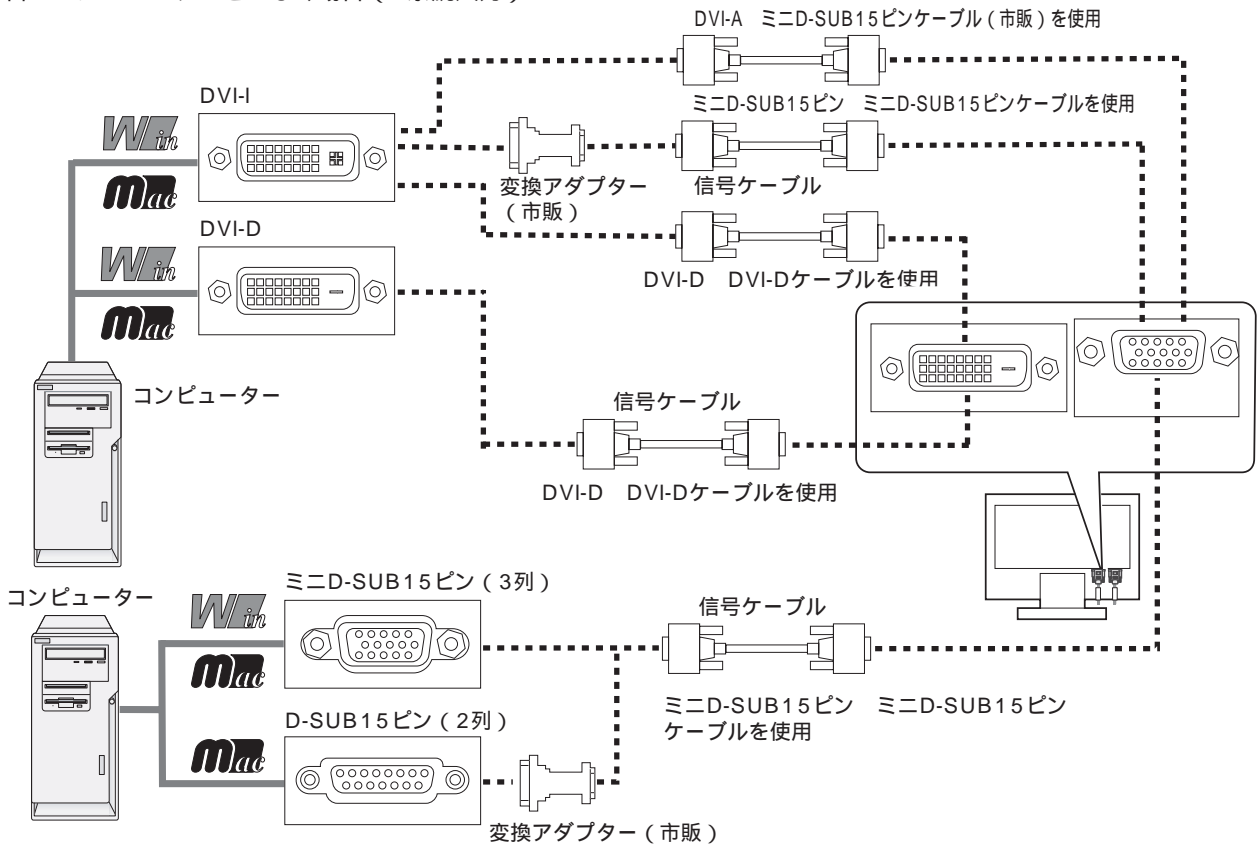 DVI-A ミニD-SUB15ピンケーブル（市販）を使用
DVI-I
Win
ミニD-SUB15ピン ミニD-SUB15ピンケーブルを使用
Mac
変換アダプター
（市販）
信号ケーブル
DVI-D
Win
DVI-D DVI-Dケーブルを使用
Mac
コンピューター
信号ケーブル
DVI-D DVI-Dケーブルを使用
コンピューター
ミニD-SUB15ピン（3列）
Win
信号ケーブル
Mac
ミニD-SUB15ピン ミニD-SUB15ピン
ケーブルを使用
D-SUB15ピン（2列）
Mac
変換アダプター（市販）